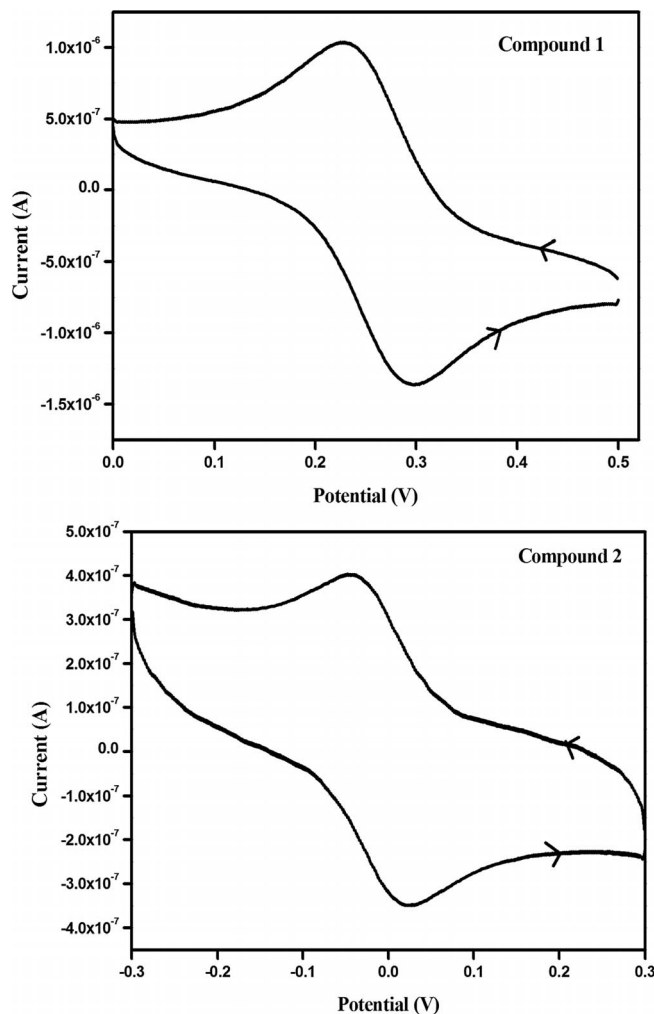 Compound 1
1.0x10⁻⁶
5.0x10⁻⁷
0.0
-5.0x10⁻⁷
-1.0x10⁻⁶
-1.5x10⁻⁶
Current (A)
0.0 0.1 0.2 0.3 0.4 0.5
Potential (V)
Compound 2
5.0x10⁻⁷
4.0x10⁻⁷
3.0x10⁻⁷
2.0x10⁻⁷
1.0x10⁻⁷
0.0
-1.0x10⁻⁷
-2.0x10⁻⁷
-3.0x10⁻⁷
-4.0x10⁻⁷
Current (A)
-0.3 -0.2 -0.1 0.0 0.1 0.2 0.3
Potential (V)